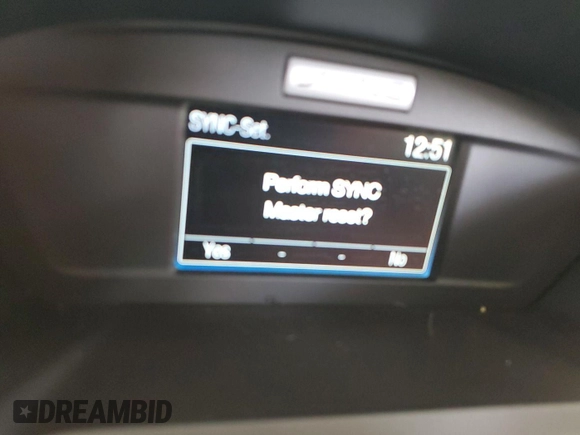 SYNC-Set.
12:51
Perform SYNC
Master reset?
Yes No
DREAMBID